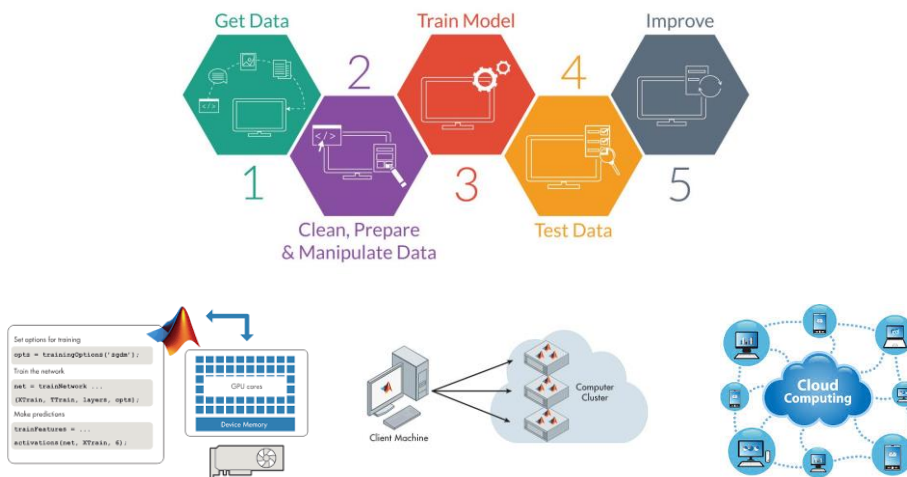 Get Data
Train Model
Improve
2
4
</>
</>
1
3
5
Clean, Prepare
& Manipulate Data
Test Data
Set options for training
opts = trainingOptions('sgdm');
Train the network
net = trainNetwork ...
(XTrain, TTrain, layers, opts);
Make predictions
trainFeatures = ...
activations(net, XTrain, 6);
GPU cores
Device Memory
Client Machine
Computer
Cluster
Cloud
Computing